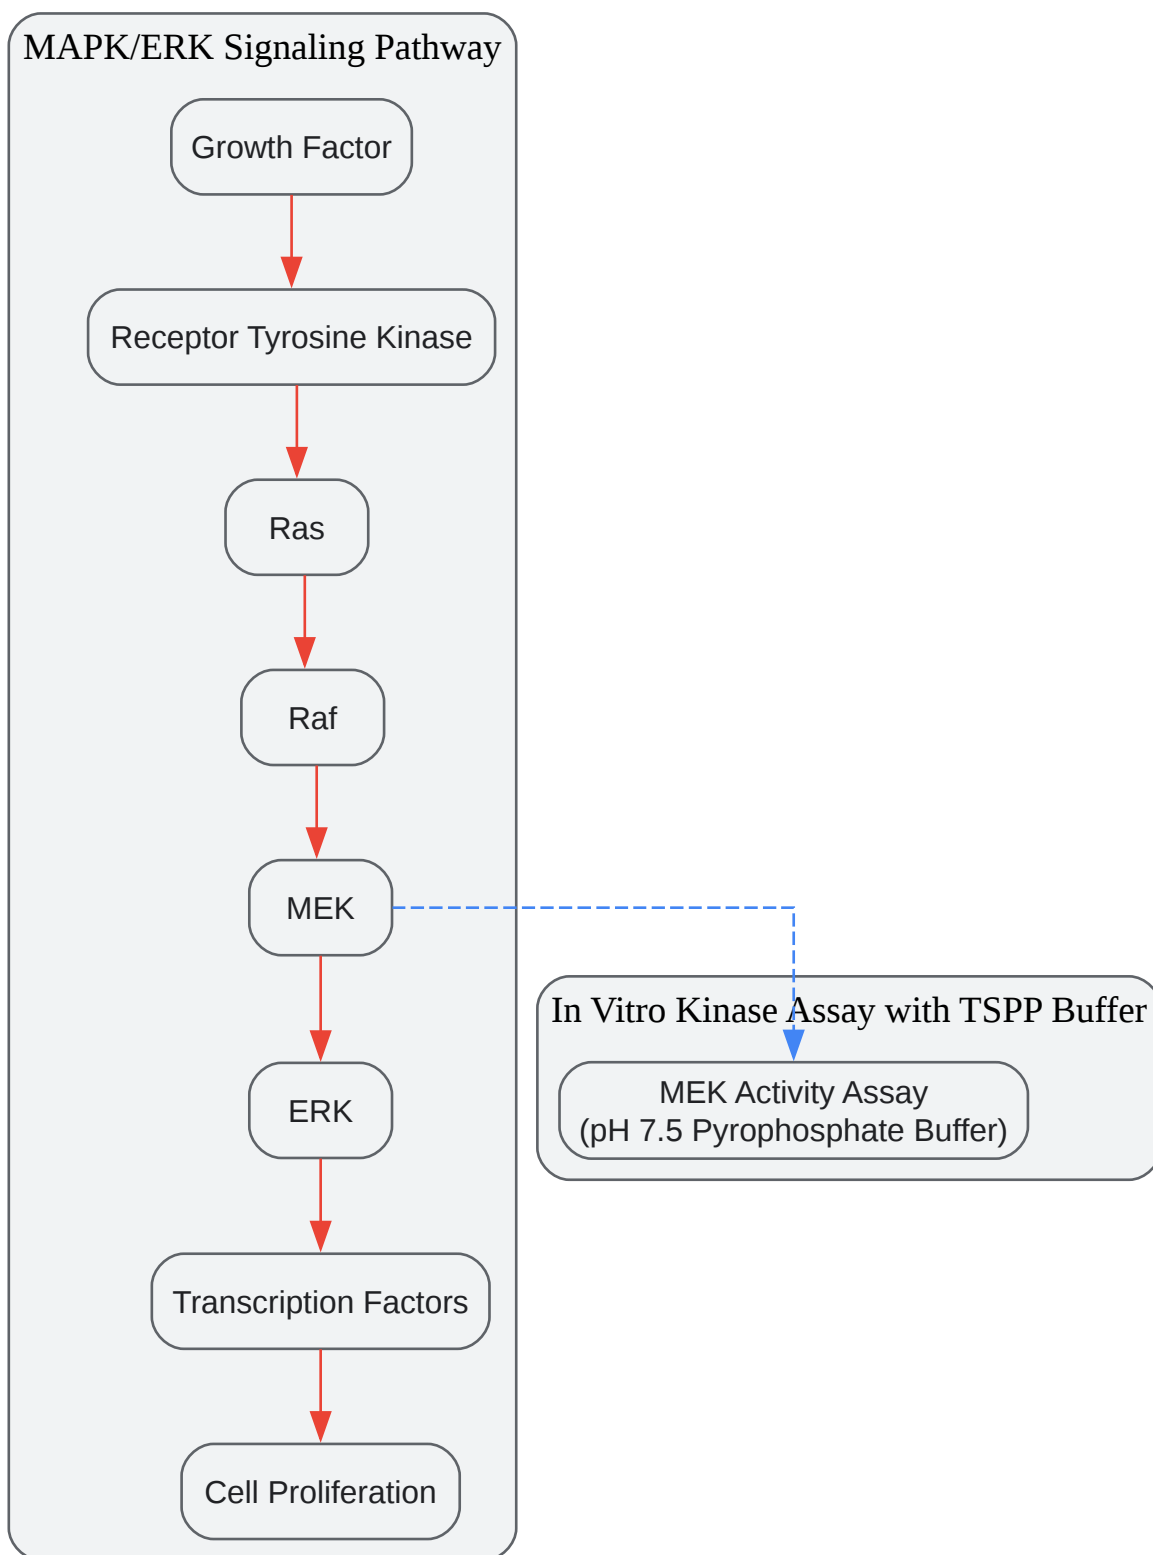 MAPK/ERK Signaling Pathway
Growth Factor
Receptor Tyrosine Kinase
Ras
Raf
MEK
ERK
Transcription Factors
Cell Proliferation
In Vitro Kinase Assay with TSPP Buffer
MEK Activity Assay
(pH 7.5 Pyrophosphate Buffer)